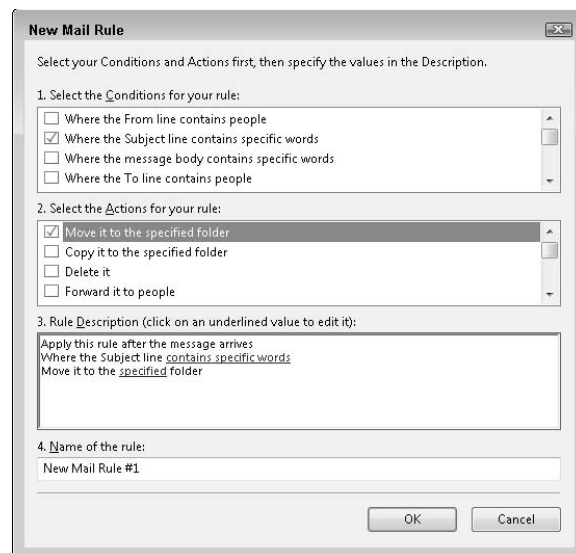 New Mail Rule
Select your Conditions and Actions first, then specify the values in the Description.
1. Select the Conditions for your rule:
Where the From line contains people
Where the Subject line contains specific words
Where the message body contains specific words
Where the To line contains people
2. Select the Actions for your rule:
Move it to the specified folder
Copy it to the specified folder
Delete it
Forward it to people
3. Rule Description (click on an underlined value to edit it):
Apply this rule after the message arrives
Where the Subject line contains specific words
Move it to the specified folder
4. Name of the rule:
New Mail Rule #1
OK Cancel